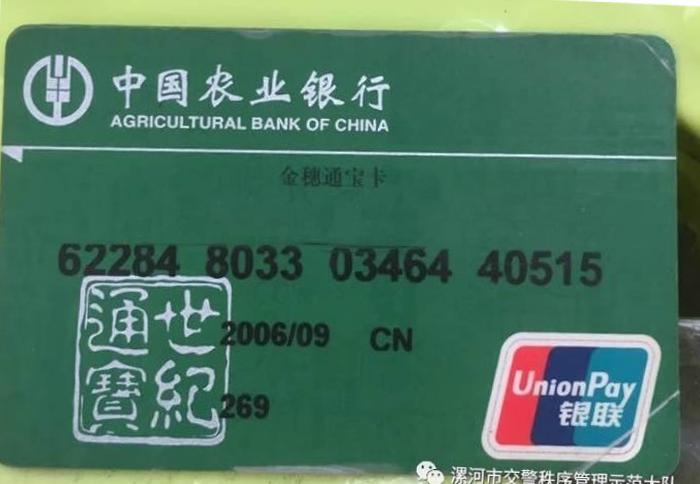 中国农业银行
AGRICULTURAL BANK OF CHINA
金穗通宝卡
62284 8033 03464 40515
世纪
通寶
2006/09 CN
269
UnionPay
银联
漯河市交警秩序管理示范大队